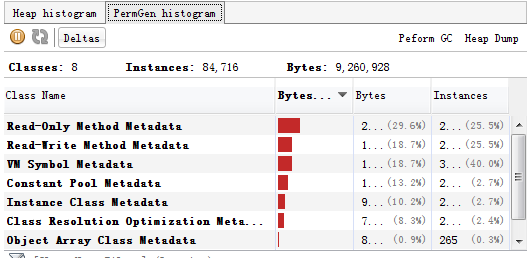 Heap histogram PermGen histogram
Deltas Peform GC Heap Dump
Classes: 8 Instances: 84,716 Bytes: 9,260,928
Class Name Bytes... Bytes Instances
Read-Only Method Metadata 2... (29.6%) 2... (25.5%)
Read-Write Method Metadata 1... (18.7%) 2... (25.5%)
VM Symbol Metadata 1... (18.7%) 3... (40.0%)
Constant Pool Metadata 1... (13.2%) 2... (2.7%)
Instance Class Metadata 9... (10.2%) 2... (2.7%)
Class Resolution Optimization Meta... 7... (8.3%) 2... (2.4%)
Object Array Class Metadata 8... (0.9%) 265 (0.3%)